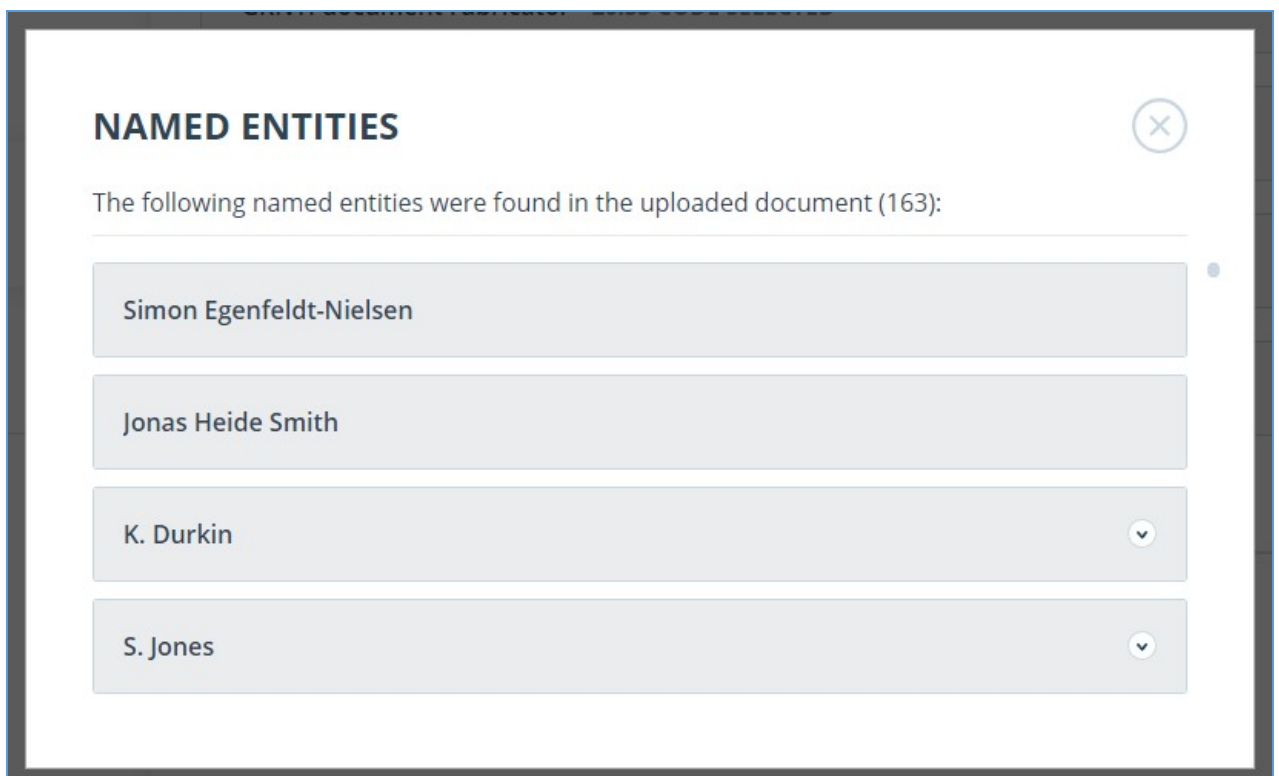 NAMED ENTITIES
The following named entities were found in the uploaded document (163):
Simon Egenfeldt-Nielsen
Jonas Heide Smith
K. Durkin
S. Jones